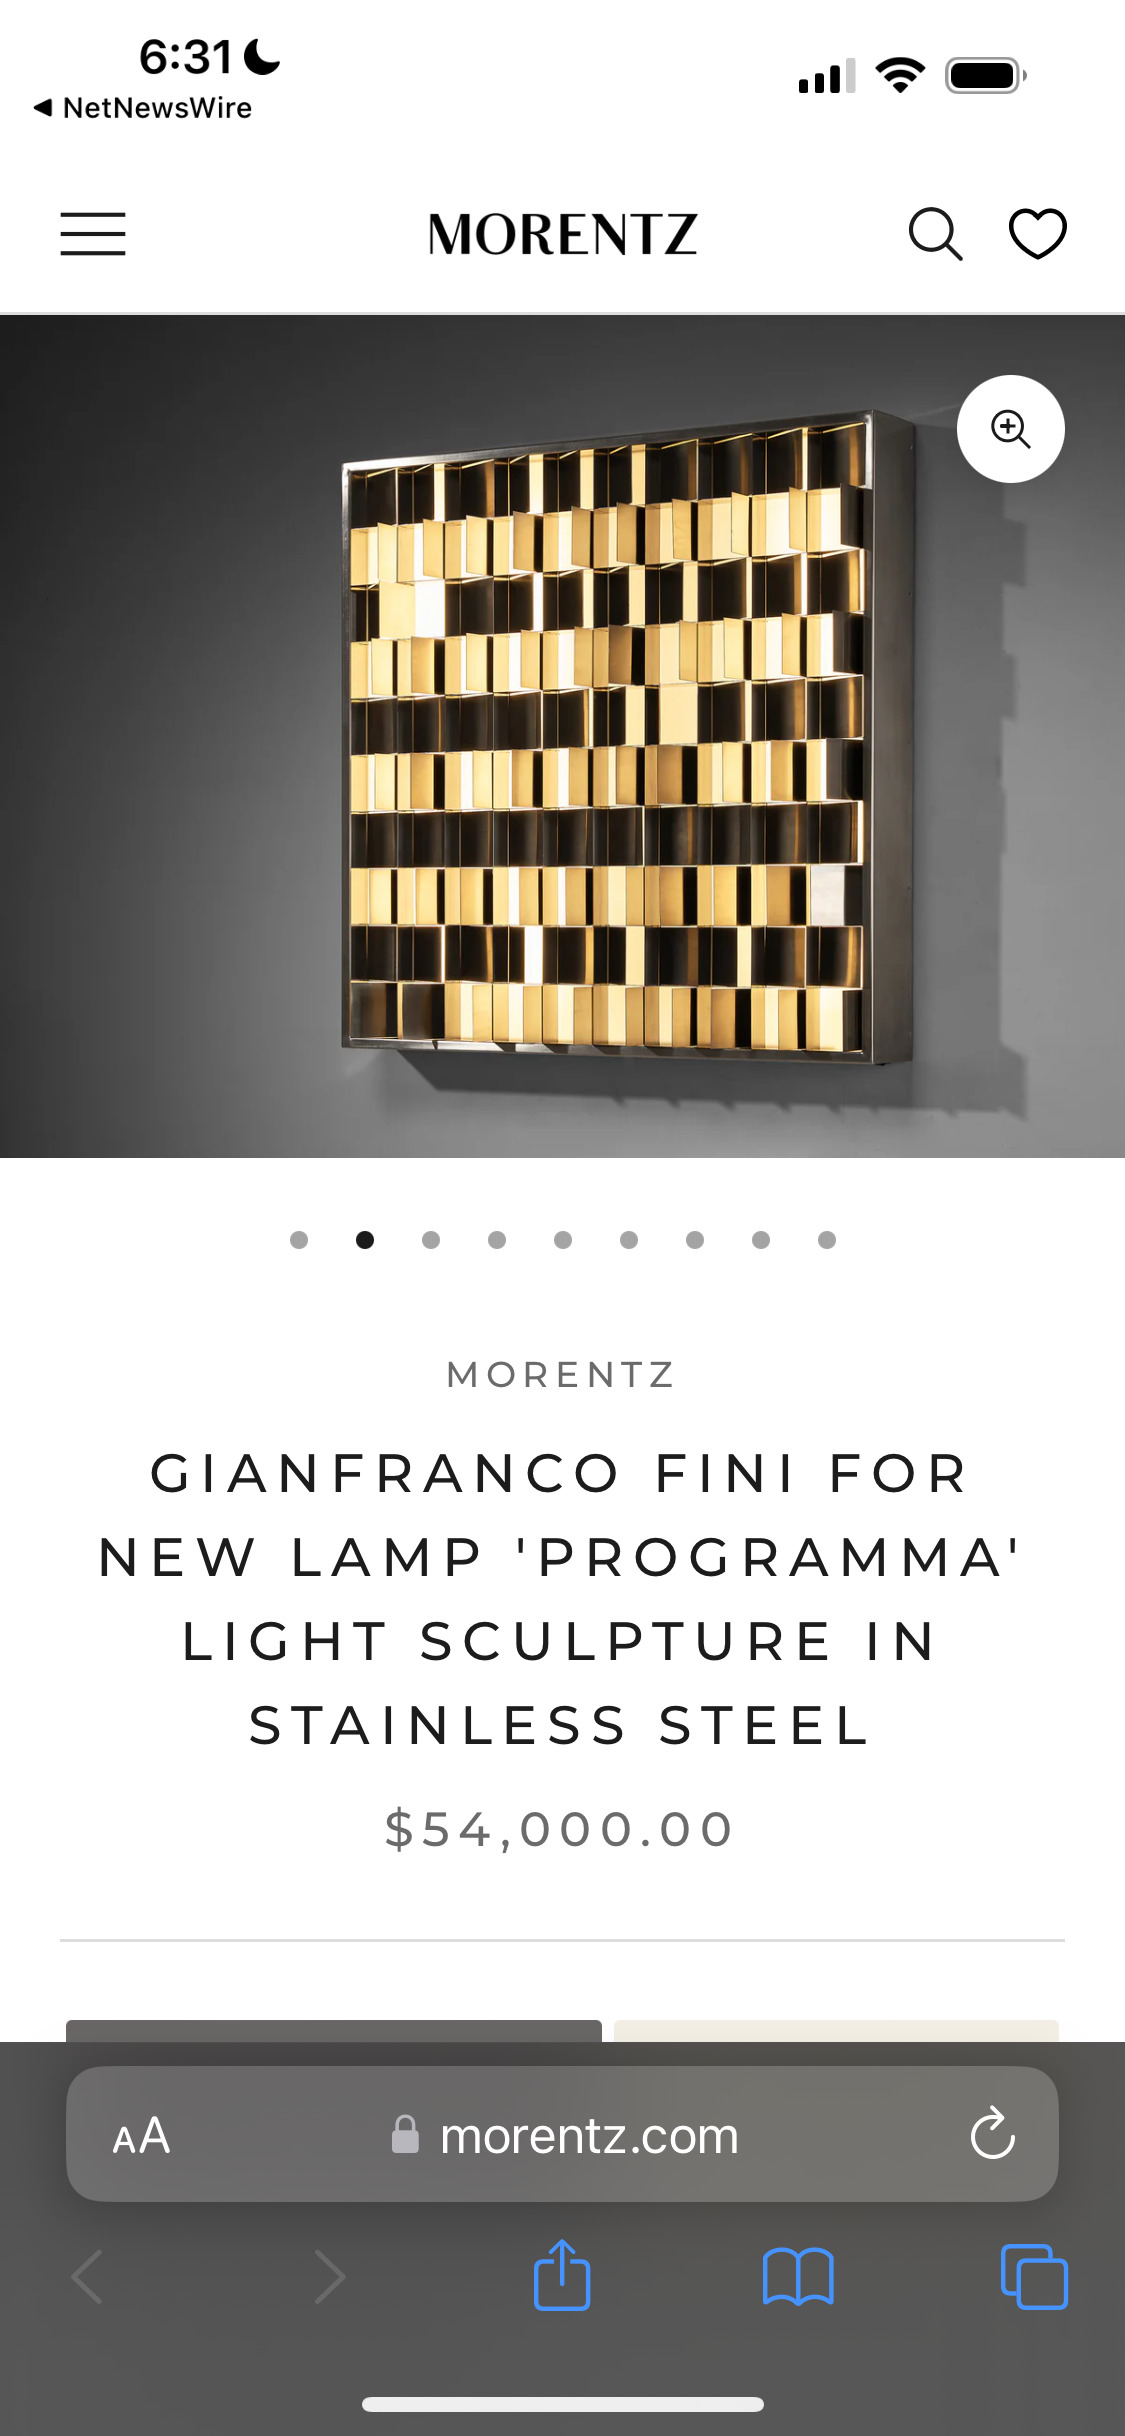 6:31
◀ NetNewsWire
MORENTZ
MORENTZ
GIANFRANCO FINI FOR
NEW LAMP 'PROGRAMMA'
LIGHT SCULPTURE IN
STAINLESS STEEL
$54,000.00
AA
morentz.com